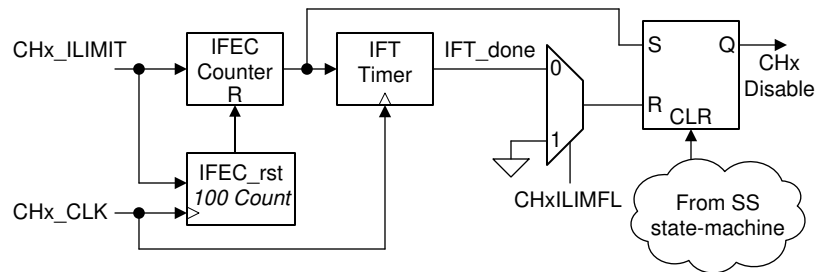 CHx_ILIMIT
IFEC
Counter
R
IFT
Timer
IFT_done
0
1
S
Q
R
CLR
CHx
Disable
IFEC_rst
100 Count
CHx_CLK
CHxILIMFL
From SS
state-machine